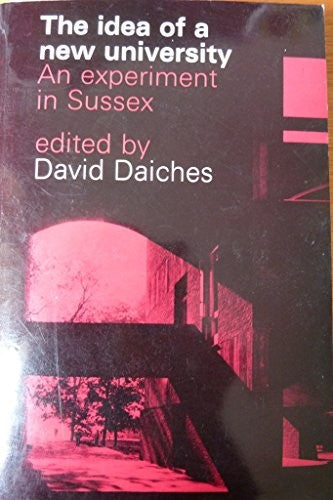 The idea of a
new university
An experiment
in Sussex
edited by
David Daiches